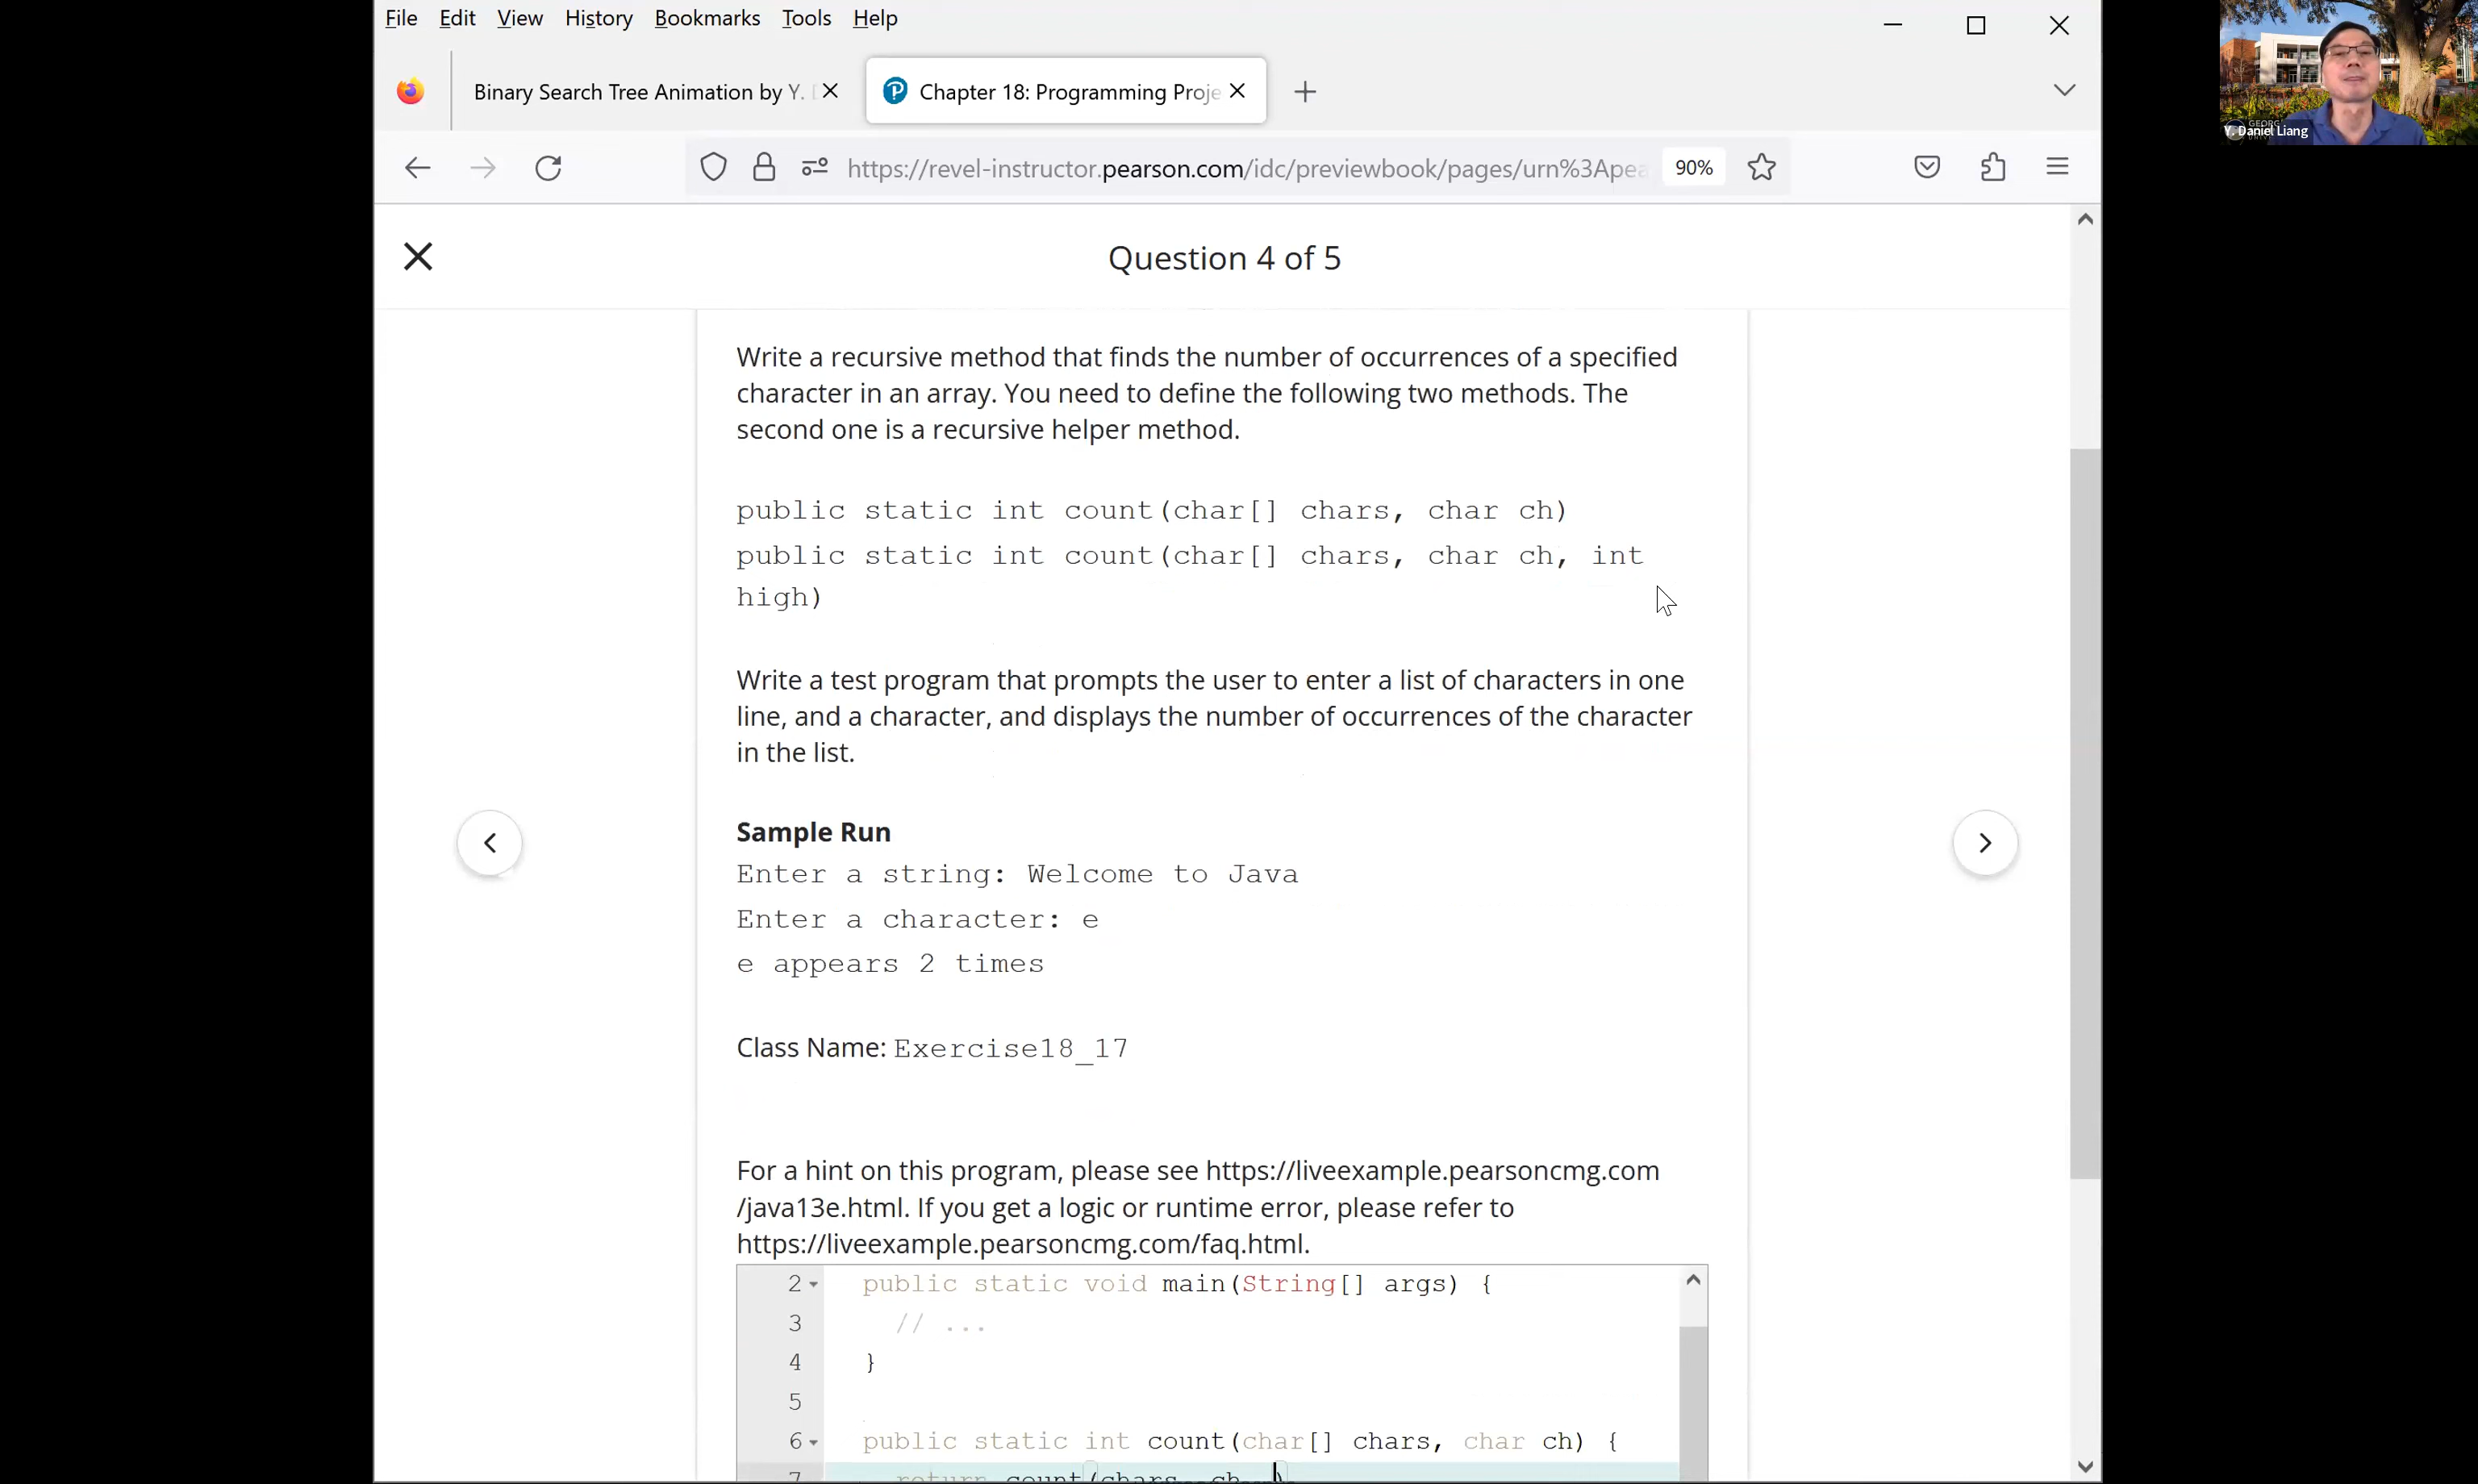 File Edit View History Bookmarks Tools Help
Binary Search Tree Animation by Y.
Chapter 18: Programming Proje
https://revel-instructor.pearson.com/idc/previewbook/pages/urn%3Apea
90%
Y. Daniel Liang
Question 4 of 5
Write a recursive method that finds the number of occurrences of a specified
character in an array. You need to define the following two methods. The
second one is a recursive helper method.
public static int count(char[] chars, char ch)
public static int count(char[] chars, char ch, int
high)
Write a test program that prompts the user to enter a list of characters in one
line, and a character, and displays the number of occurrences of the character
in the list.
Sample Run
Enter a string: Welcome to Java
Enter a character: e
e appears 2 times
Class Name: Exercise18_17
For a hint on this program, please see https://liveexample.pearsoncmg.com
/java13e.html. If you get a logic or runtime error, please refer to
https://liveexample.pearsoncmg.com/faq.html.
2 public static void main(String[] args) {
3 // ...
4 }
5
6 public static int count(char[] chars, char ch) {
7 return count(chars, ch, )